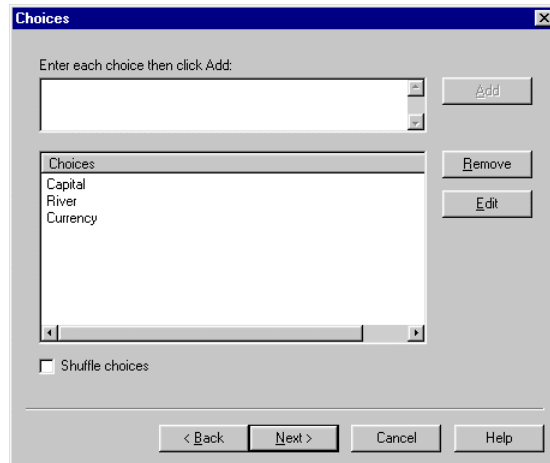 Choices
Enter each choice then click Add:
Add
Choices
Remove
Capital
River
Currency
Edit
Shuffle choices
< Back
Next >
Cancel
Help